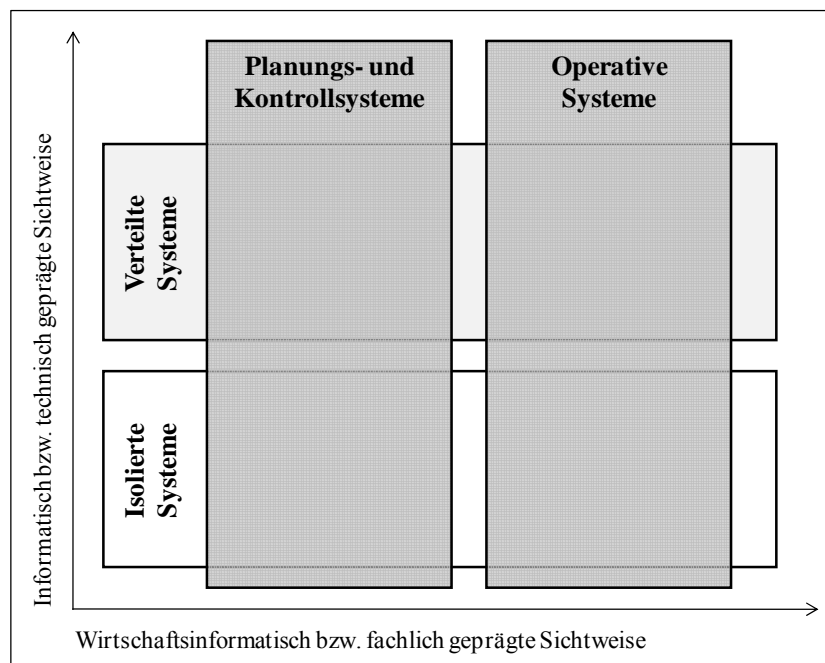 Planungs- und
Kontrollsysteme
Operative
Systeme
Verteilte
Systeme
Isolierte
Systeme
Informatisch bzw. technisch geprägte Sichtweise
Wirtschaftsinformatisch bzw. fachlich geprägte Sichtweise